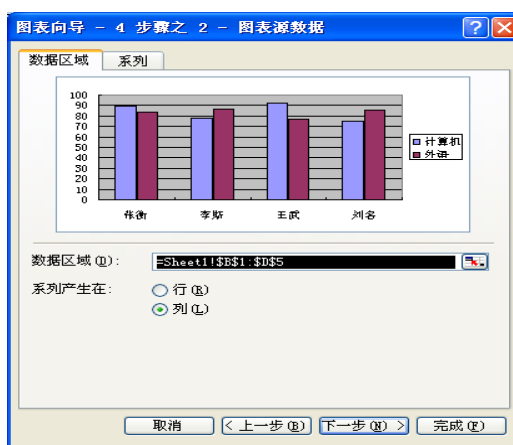 图表向导 - 4 步骤之 2 - 图表源数据
数据区域 系列
100
90
80
70
60
50
40
30
20
10
0
计算机
外语
张衡 李斯 王武 刘名
数据区域(D): =Sheet1!$B$1:$D$5
系列产生在: 行(R)
列(L)
取消 < 上一步(B) 下一步(N) > 完成(F)